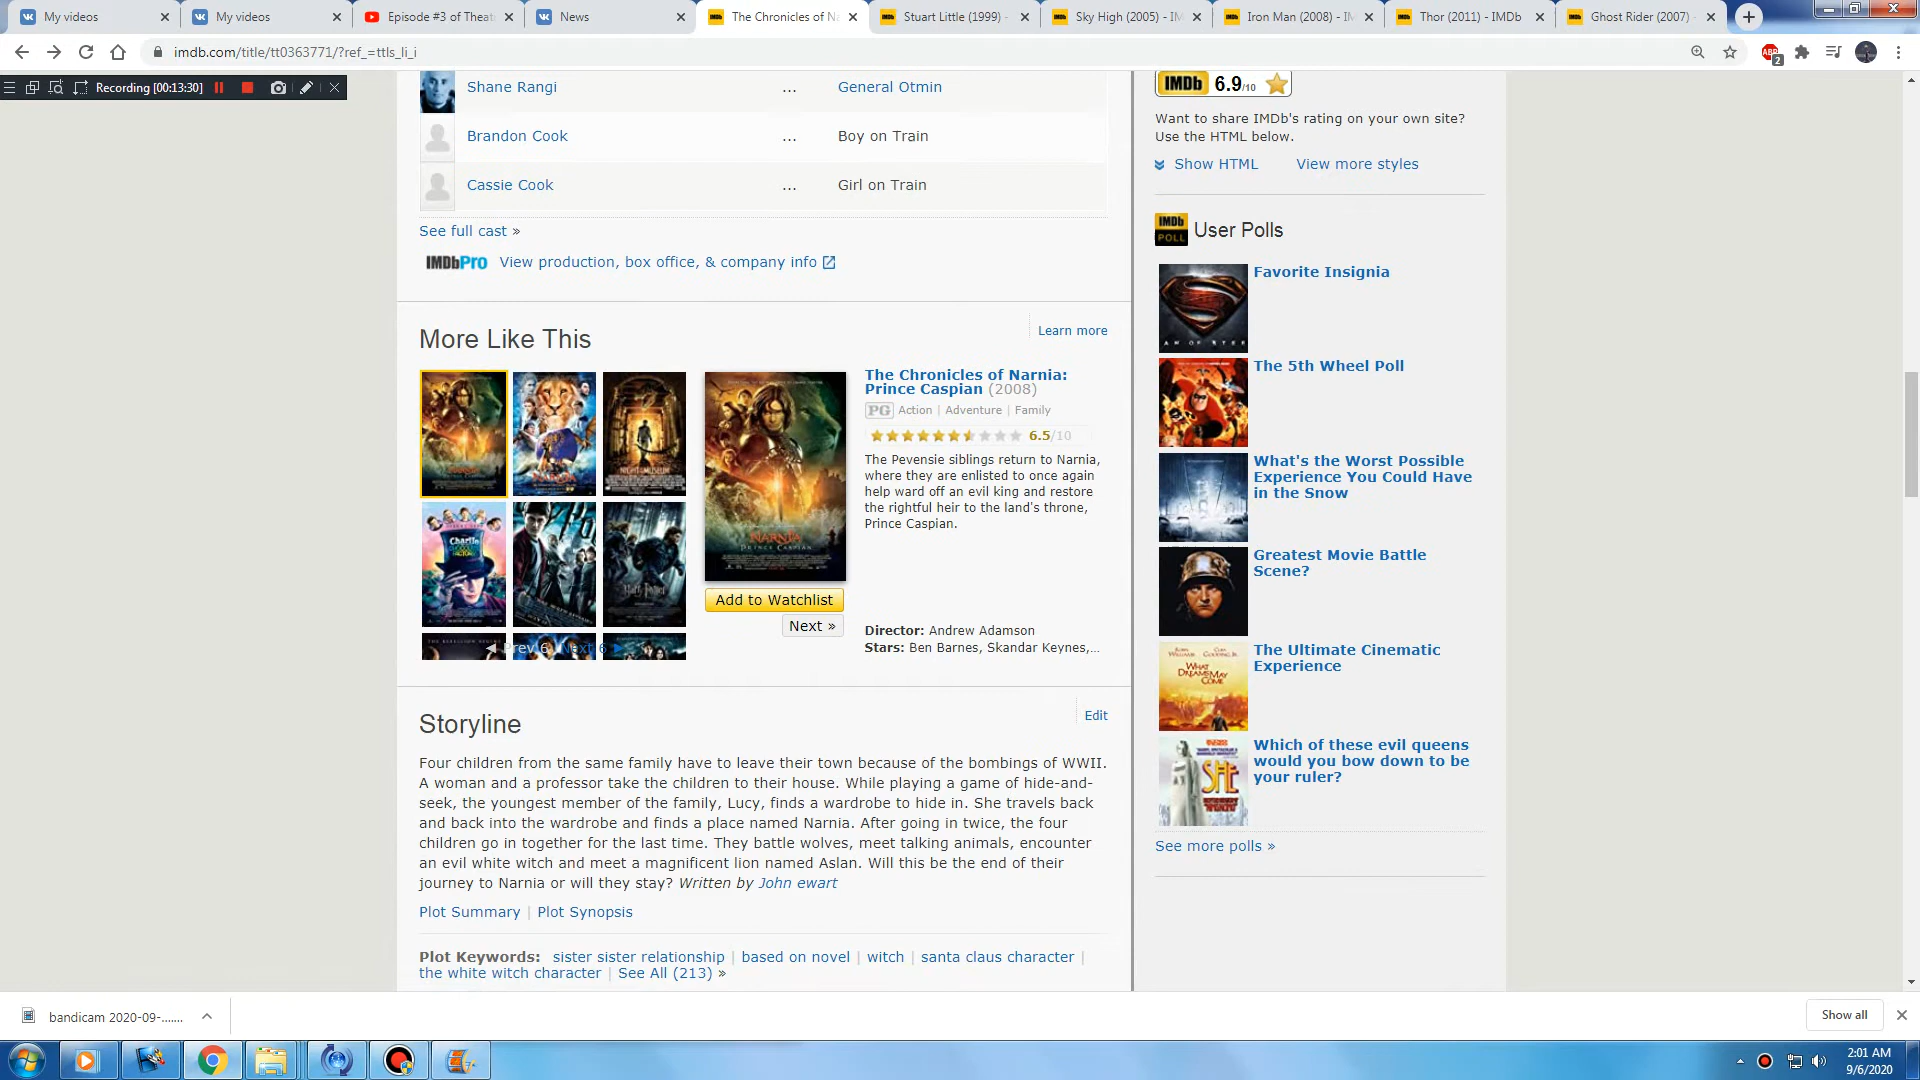 My videos
My videos
Episode #3 of Theat
News
The Chronicles of Na
Stuart Little (1999) -
Sky High (2005) - IM
Iron Man (2008) - IM
Thor (2011) - IMDb
Ghost Rider (2007) -
imdb.com/title/tt0363771/?ref_=ttls_li_i
ABP
2
Recording [00:13:30]
Shane Rangi ... General Otmin
Brandon Cook ... Boy on Train
Cassie Cook ... Girl on Train
See full cast »
IMDbPro View production, box office, & company info
More Like This
Learn more
The Chronicles of Narnia:
Prince Caspian (2008)
PG Action | Adventure | Family
6.5/10
The Pevensie siblings return to Narnia,
where they are enlisted to once again
help ward off an evil king and restore
the rightful heir to the land's throne,
Prince Caspian.
NARNIA
PRINCE CASPIAN
Add to Watchlist
Next »
Director: Andrew Adamson
Stars: Ben Barnes, Skandar Keynes,...
◄ Prev 6 Next 6 ►
Storyline
Edit
Four children from the same family have to leave their town because of the bombings of WWII.
A woman and a professor take the children to their house. While playing a game of hide-and-
seek, the youngest member of the family, Lucy, finds a wardrobe to hide in. She travels back
and back into the wardrobe and finds a place named Narnia. After going in twice, the four
children go in together for the last time. They battle wolves, meet talking animals, encounter
an evil white witch and meet a magnificent lion named Aslan. Will this be the end of their
journey to Narnia or will they stay? Written by John ewart
Plot Summary | Plot Synopsis
Plot Keywords: sister sister relationship | based on novel | witch | santa claus character |
the white witch character | See All (213) »
IMDb 6.9/10
Want to share IMDb's rating on your own site?
Use the HTML below.
Show HTML View more styles
IMDb
POLL
User Polls
Favorite Insignia
The 5th Wheel Poll
What's the Worst Possible
Experience You Could Have
in the Snow
Greatest Movie Battle
Scene?
The Ultimate Cinematic
Experience
WHAT
DREAMS MAY
COME
Which of these evil queens
would you bow down to be
your ruler?
SHE
See more polls »
bandicam 2020-09-......
Show all
2:01 AM
9/6/2020